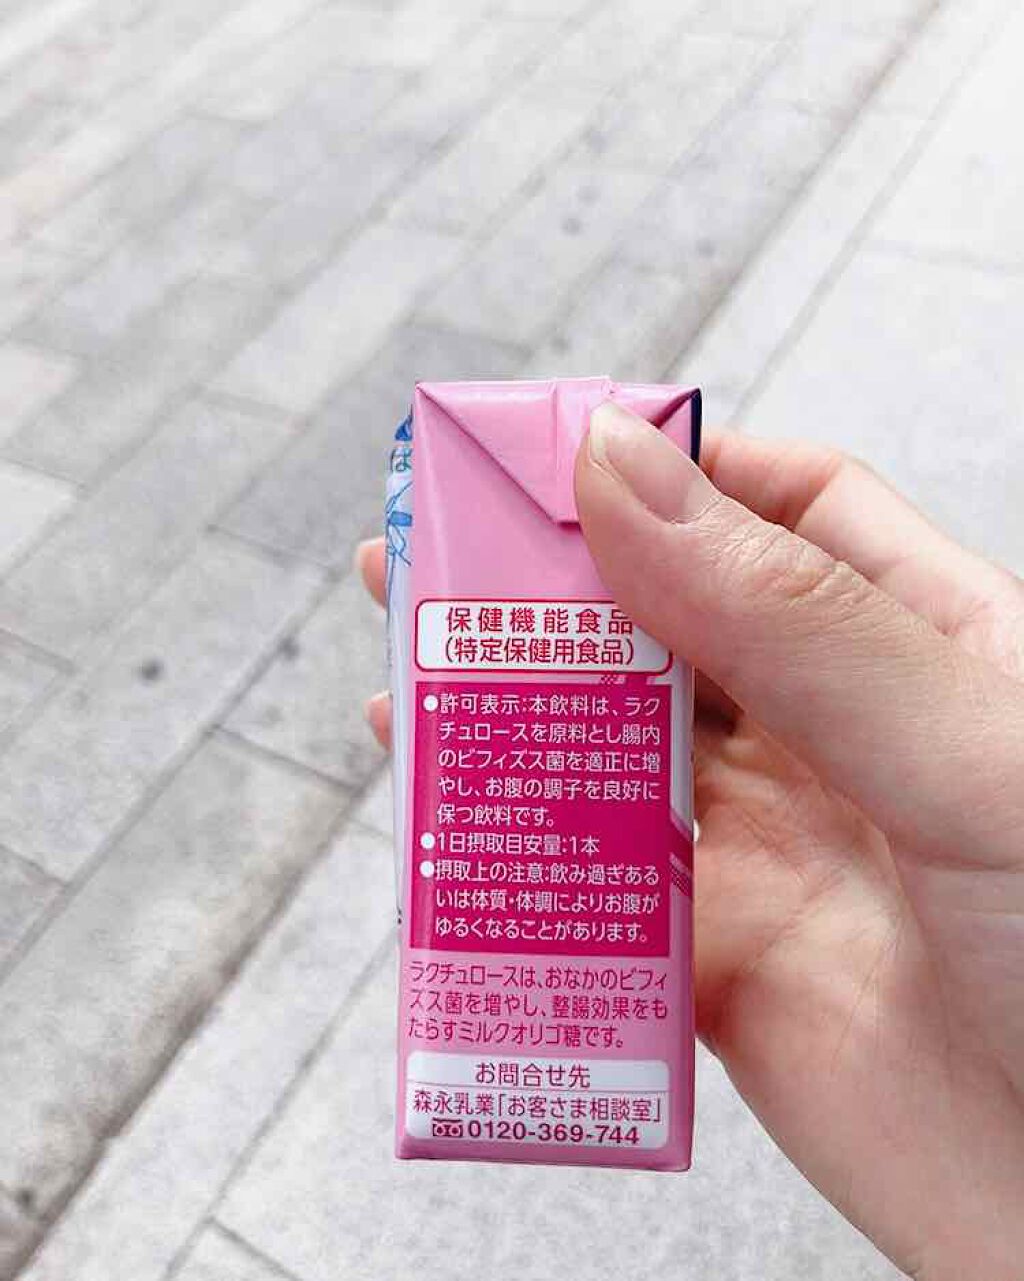 は
保健機能食品
(特定保健用食品)
●許可表示:本飲料は、ラク
チュロースを原料とし腸内
のビフィズス菌を適正に増
やし、お腹の調子を良好に
保つ飲料です。
●1日摂取目安量:1本
●摂取上の注意:飲み過ぎある
いは体質・体調によりお腹が
ゆるくなることがあります。
ラクチュロースは、おなかのビフィ
ズス菌を増やし、整腸効果をも
たらすミルクオリゴ糖です。
お問合せ先
森永乳業「お客さま相談室」
0120-369-744